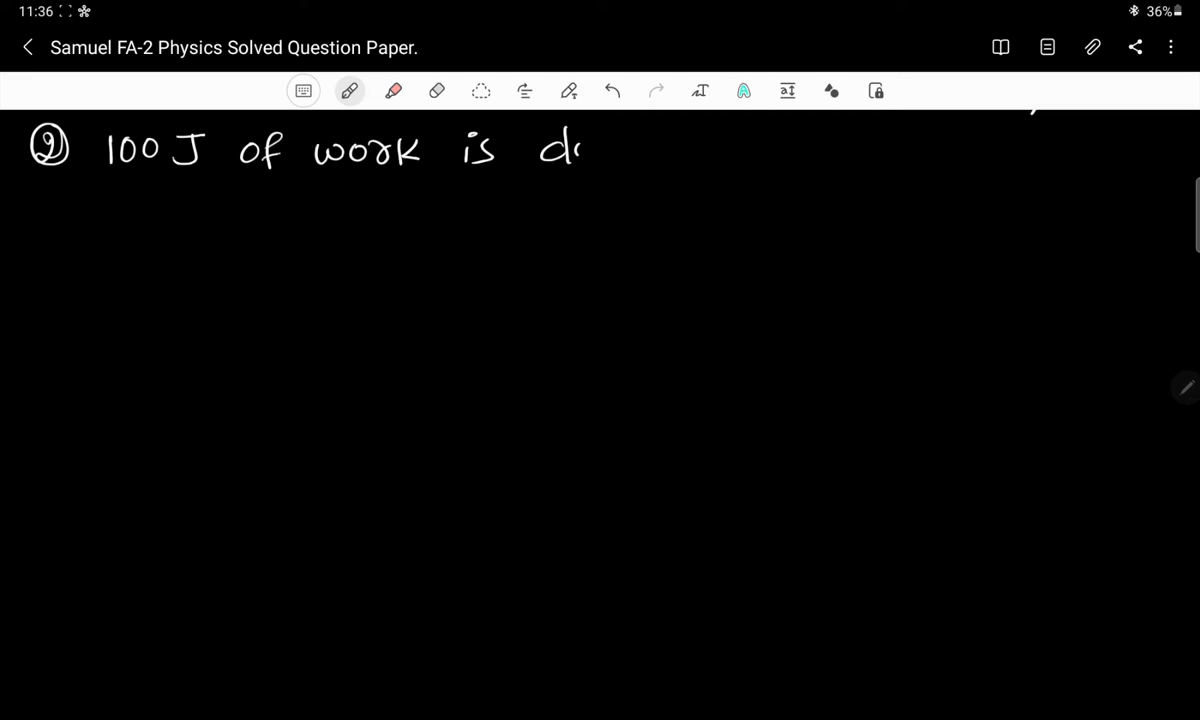 11:36
36%
Samuel FA-2 Physics Solved Question Paper.
② 100 J of work is